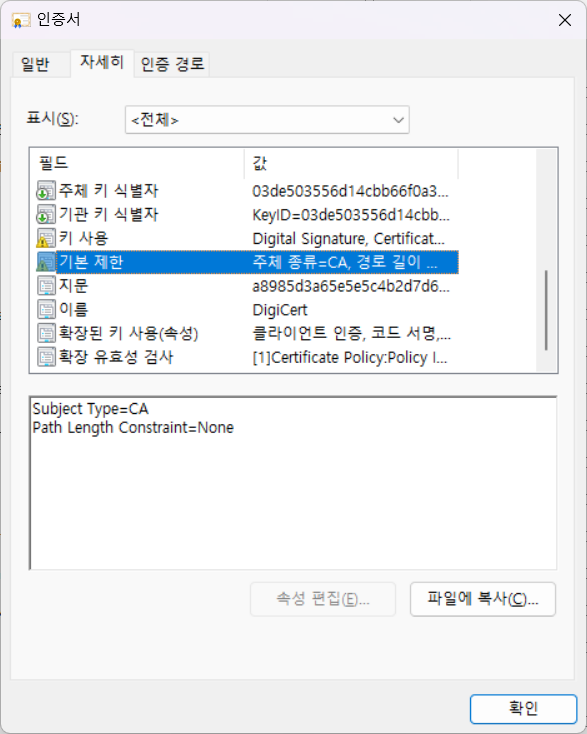 인증서
일반 자세히 인증 경로
표시(S): <전체>
필드 값
주체 키 식별자 03de503556d14cbb66f0a3...
기관 키 식별자 KeyID=03de503556d14cbb...
키 사용 Digital Signature, Certificat...
기본 제한 주체 종류=CA, 경로 길이 ...
지문 a8985d3a65e5e5c4b2d7d6...
이름 DigiCert
확장된 키 사용(속성) 클라이언트 인증, 코드 서명,...
확장 유효성 검사 [1]Certificate Policy:Policy I...
Subject Type=CA
Path Length Constraint=None
속성 편집(E)... 파일에 복사(C)...
확인